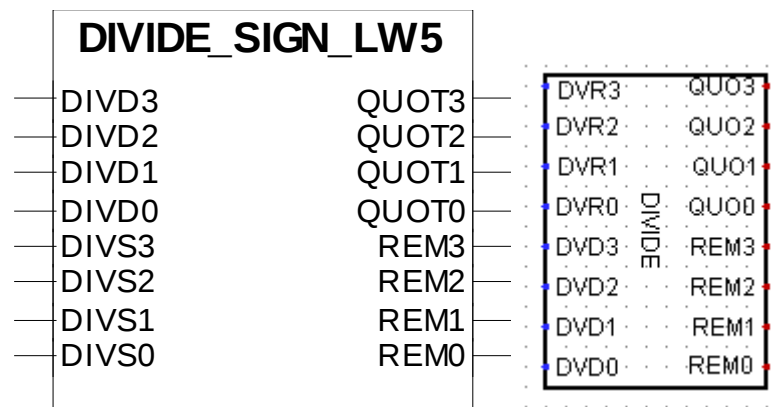 DIVIDE_SIGN_LW5
DIVD3 QUOT3
DIVD2 QUOT2
DIVD1 QUOT1
DIVD0 QUOT0
DIVS3 REM3
DIVS2 REM2
DIVS1 REM1
DIVS0 REM0
DVR3 QUO3
DVR2 QUO2
DVR1 QUO1
DVR0 QUO0
DVD3 REM3
DVD2 REM2
DVD1 REM1
DVD0 REM0
DIVIDE